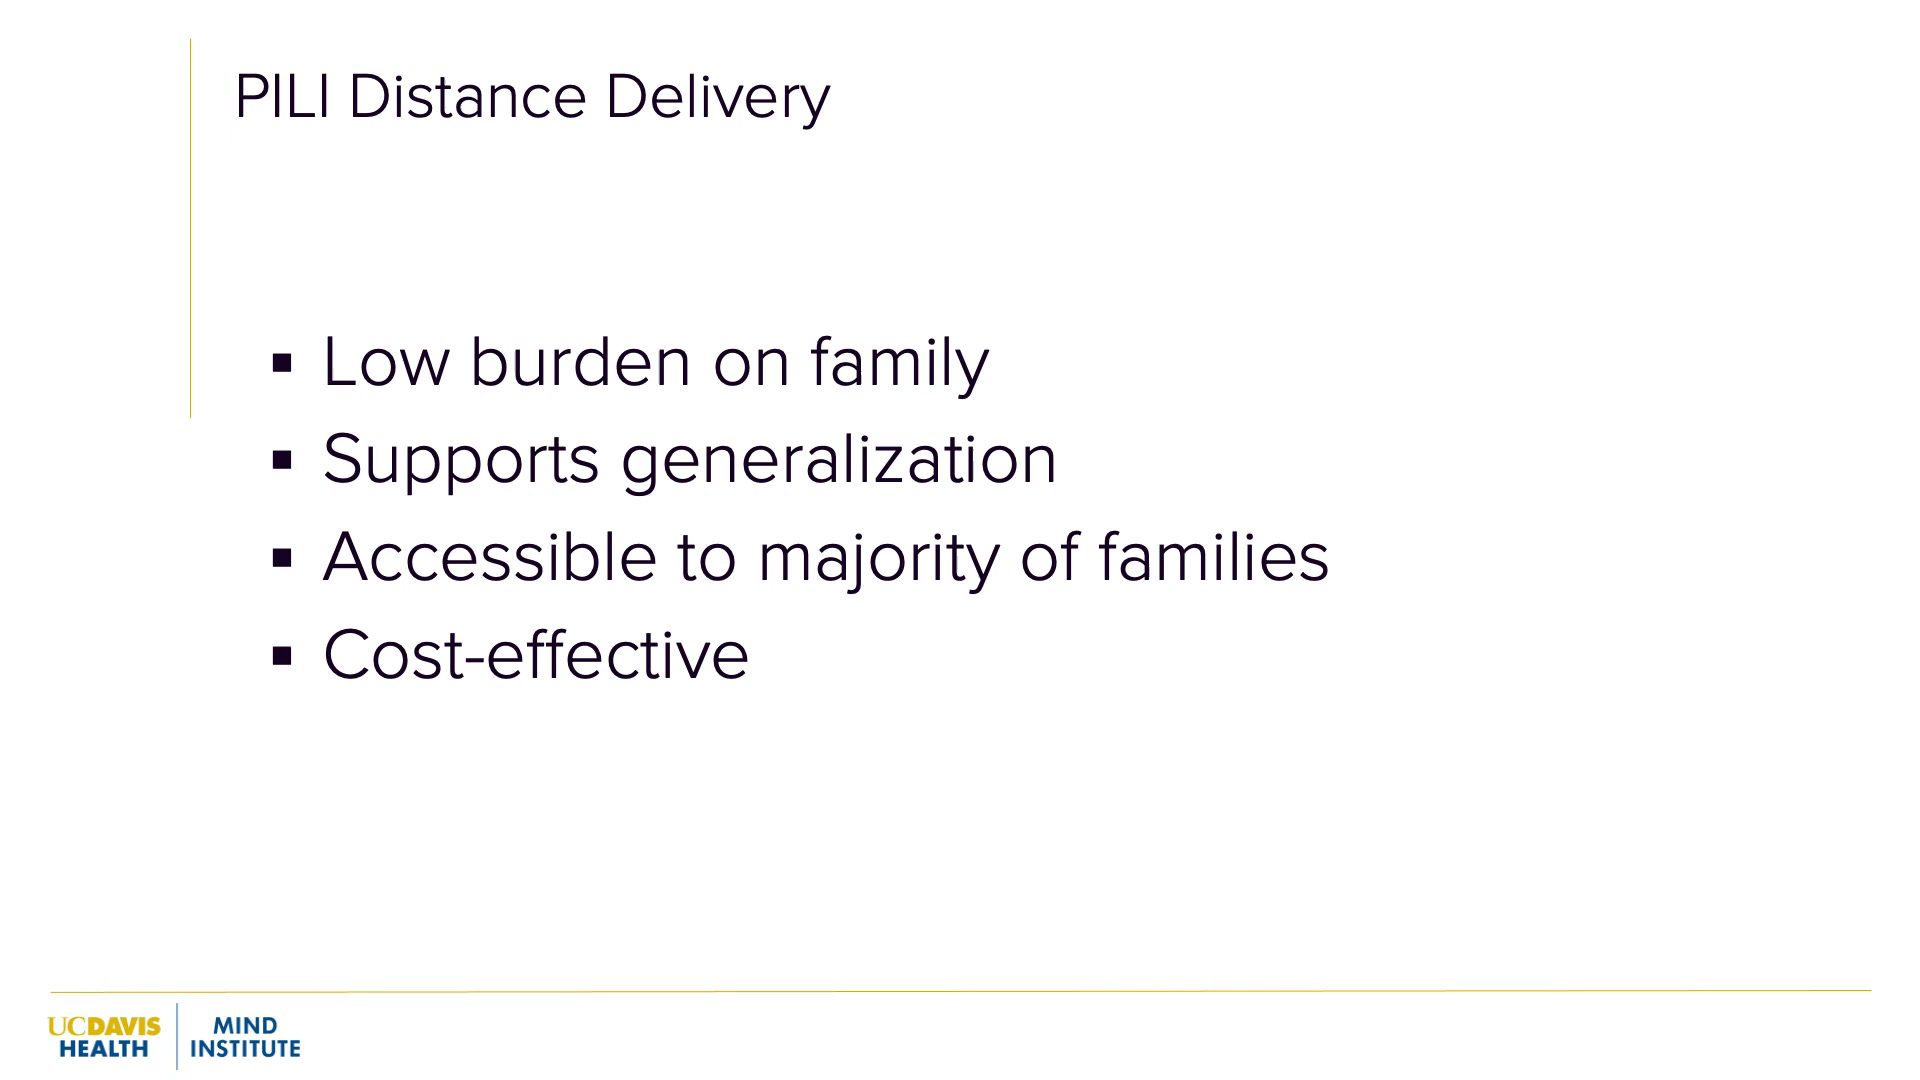 PILI Distance Delivery
▪ Low burden on family
▪ Supports generalization
▪ Accessible to majority of families
▪ Cost-effective
UCDAVIS
HEALTH
MIND
INSTITUTE